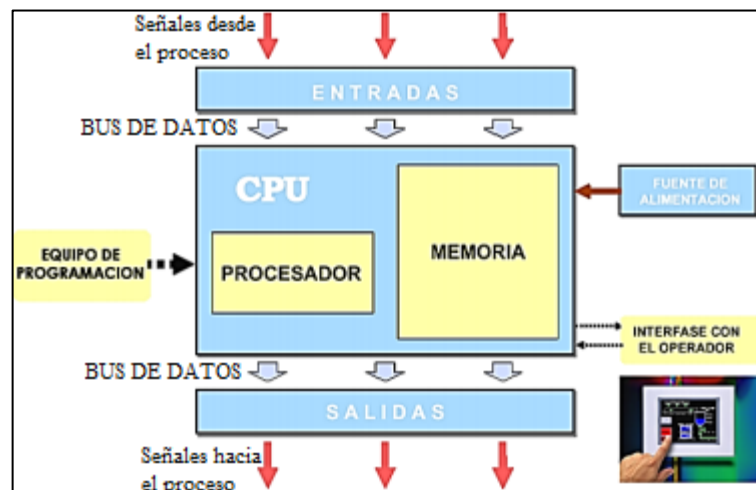 Señales desde
el proceso
ENTRADAS
BUS DE DATOS
CPU
MEMORIA
PROCESADOR
FUENTE DE
ALIMENTACION
EQUIPO DE
PROGRAMACION
INTERFASE CON
EL OPERADOR
BUS DE DATOS
SALIDAS
Señales hacia
el proceso